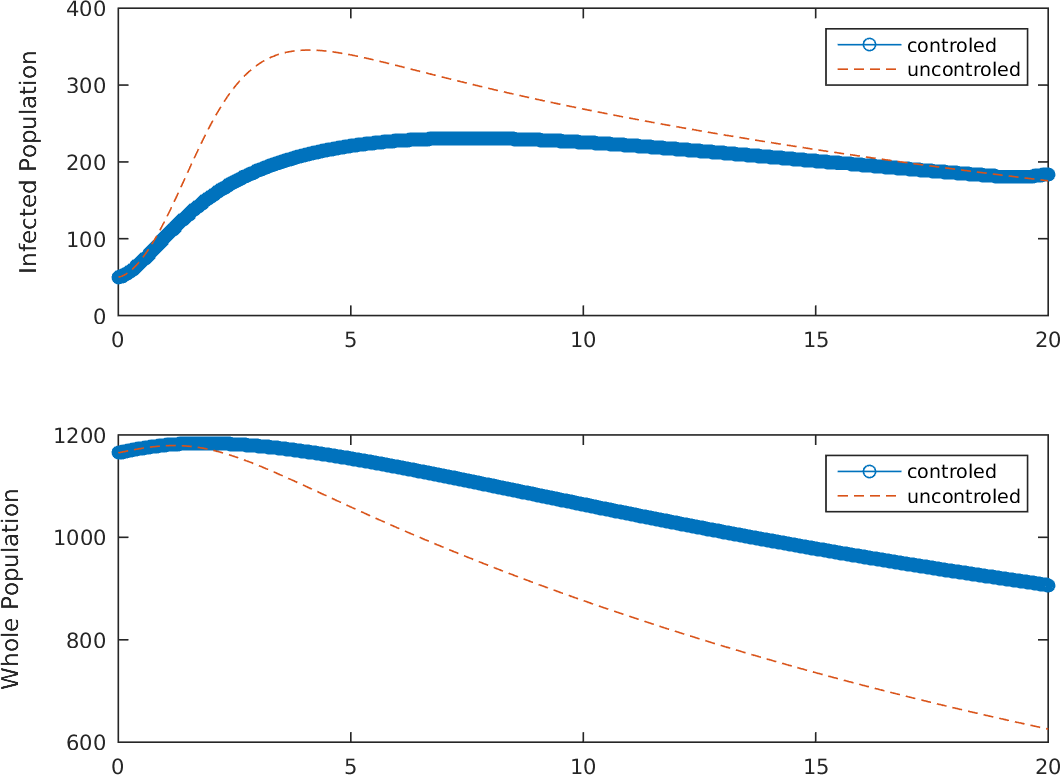 400
300
200
100
0
Infected Population
controled
uncontroled
0 5 10 15 20
1200
1000
800
600
Whole Population
controled
uncontroled
0 5 10 15 20